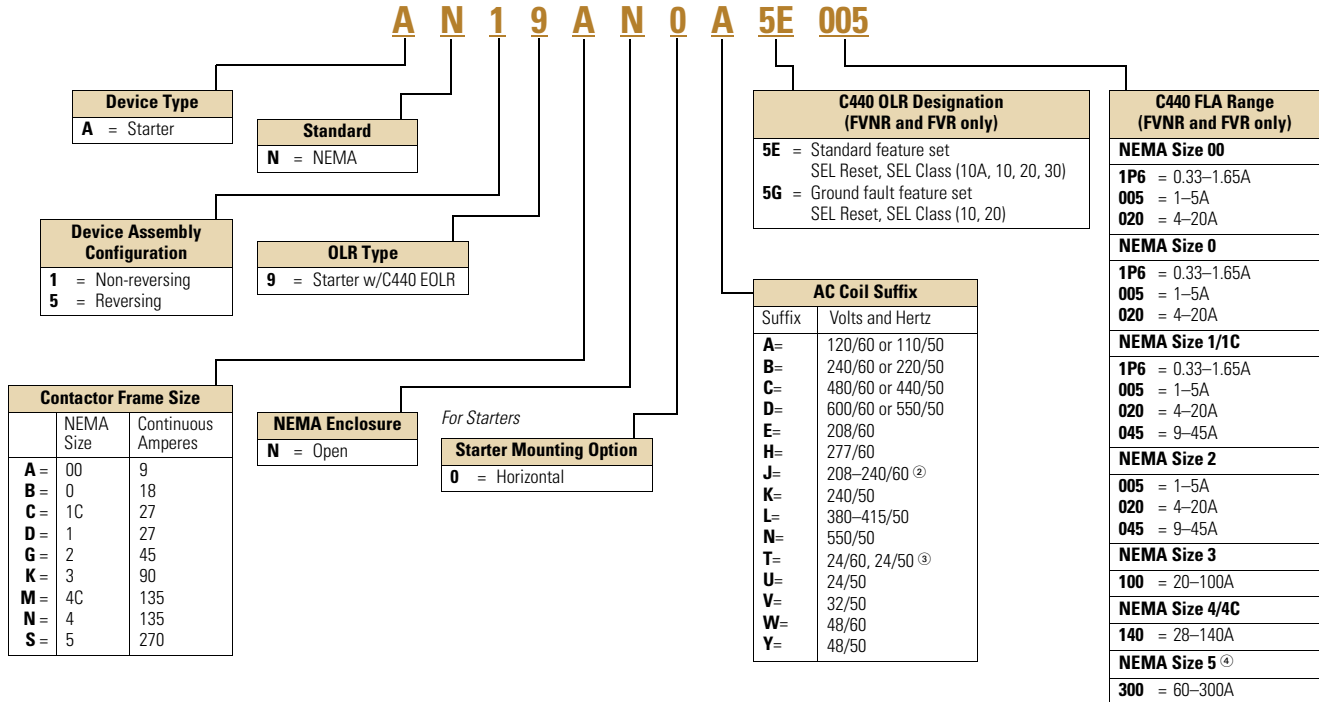 A N 1 9 A N 0 A 5E 005
Device Type
A = Starter
Standard
N = NEMA
Device Assembly
Configuration
1 = Non-reversing
5 = Reversing
OLR Type
9 = Starter w/C440 EOLR
Contactor Frame Size
NEMA Size Continuous Amperes
A = 00 9
B = 0 18
C = 1C 27
D = 1 27
G = 2 45
K = 3 90
M = 4C 135
N = 4 135
S = 5 270
NEMA Enclosure
N = Open
For Starters
Starter Mounting Option
0 = Horizontal
C440 OLR Designation
(FVNR and FVR only)
5E = Standard feature set
SEL Reset, SEL Class (10A, 10, 20, 30)
5G = Ground fault feature set
SEL Reset, SEL Class (10, 20)
AC Coil Suffix
Suffix Volts and Hertz
A= 120/60 or 110/50
B= 240/60 or 220/50
C= 480/60 or 440/50
D= 600/60 or 550/50
E= 208/60
H= 277/60
J= 208–240/60 ②
K= 240/50
L= 380–415/50
N= 550/50
T= 24/60, 24/50 ③
U= 24/50
V= 32/50
W= 48/60
Y= 48/50
C440 FLA Range
(FVNR and FVR only)
NEMA Size 00
1P6 = 0.33–1.65A
005 = 1–5A
020 = 4–20A
NEMA Size 0
1P6 = 0.33–1.65A
005 = 1–5A
020 = 4–20A
NEMA Size 1/1C
1P6 = 0.33–1.65A
005 = 1–5A
020 = 4–20A
045 = 9–45A
NEMA Size 2
005 = 1–5A
020 = 4–20A
045 = 9–45A
NEMA Size 3
100 = 20–100A
NEMA Size 4/4C
140 = 28–140A
NEMA Size 5 ④
300 = 60–300A